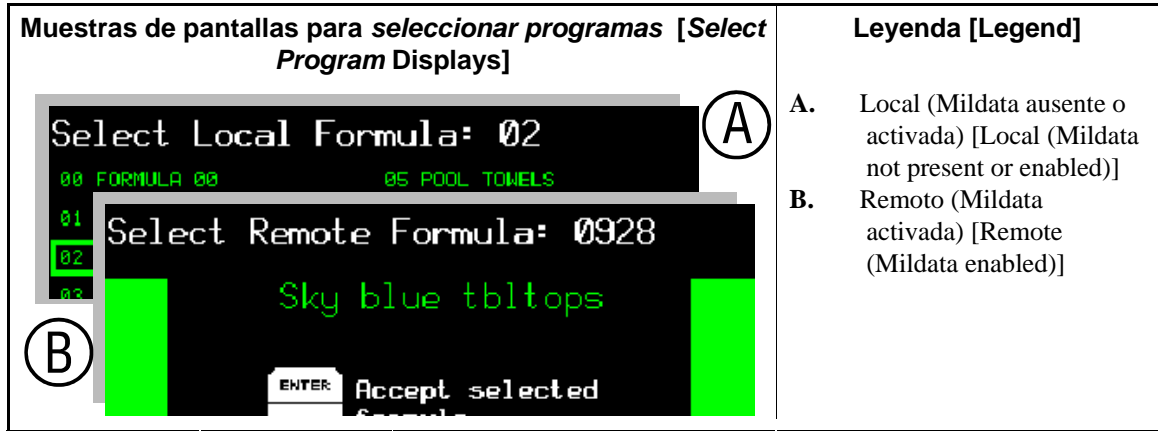 Muestras de pantallas para seleccionar programas [Select
Program Displays]
Select Local Formula: 02
00 FORMULA 00 05 POOL TOWELS
01
02
03
A
Select Remote Formula: 0928
Sky blue tbltops
ENTER Accept selected
B
Leyenda [Legend]
A. Local (Mildata ausente o
activada) [Local (Mildata
not present or enabled)]
B. Remoto (Mildata
activada) [Remote
(Mildata enabled)]